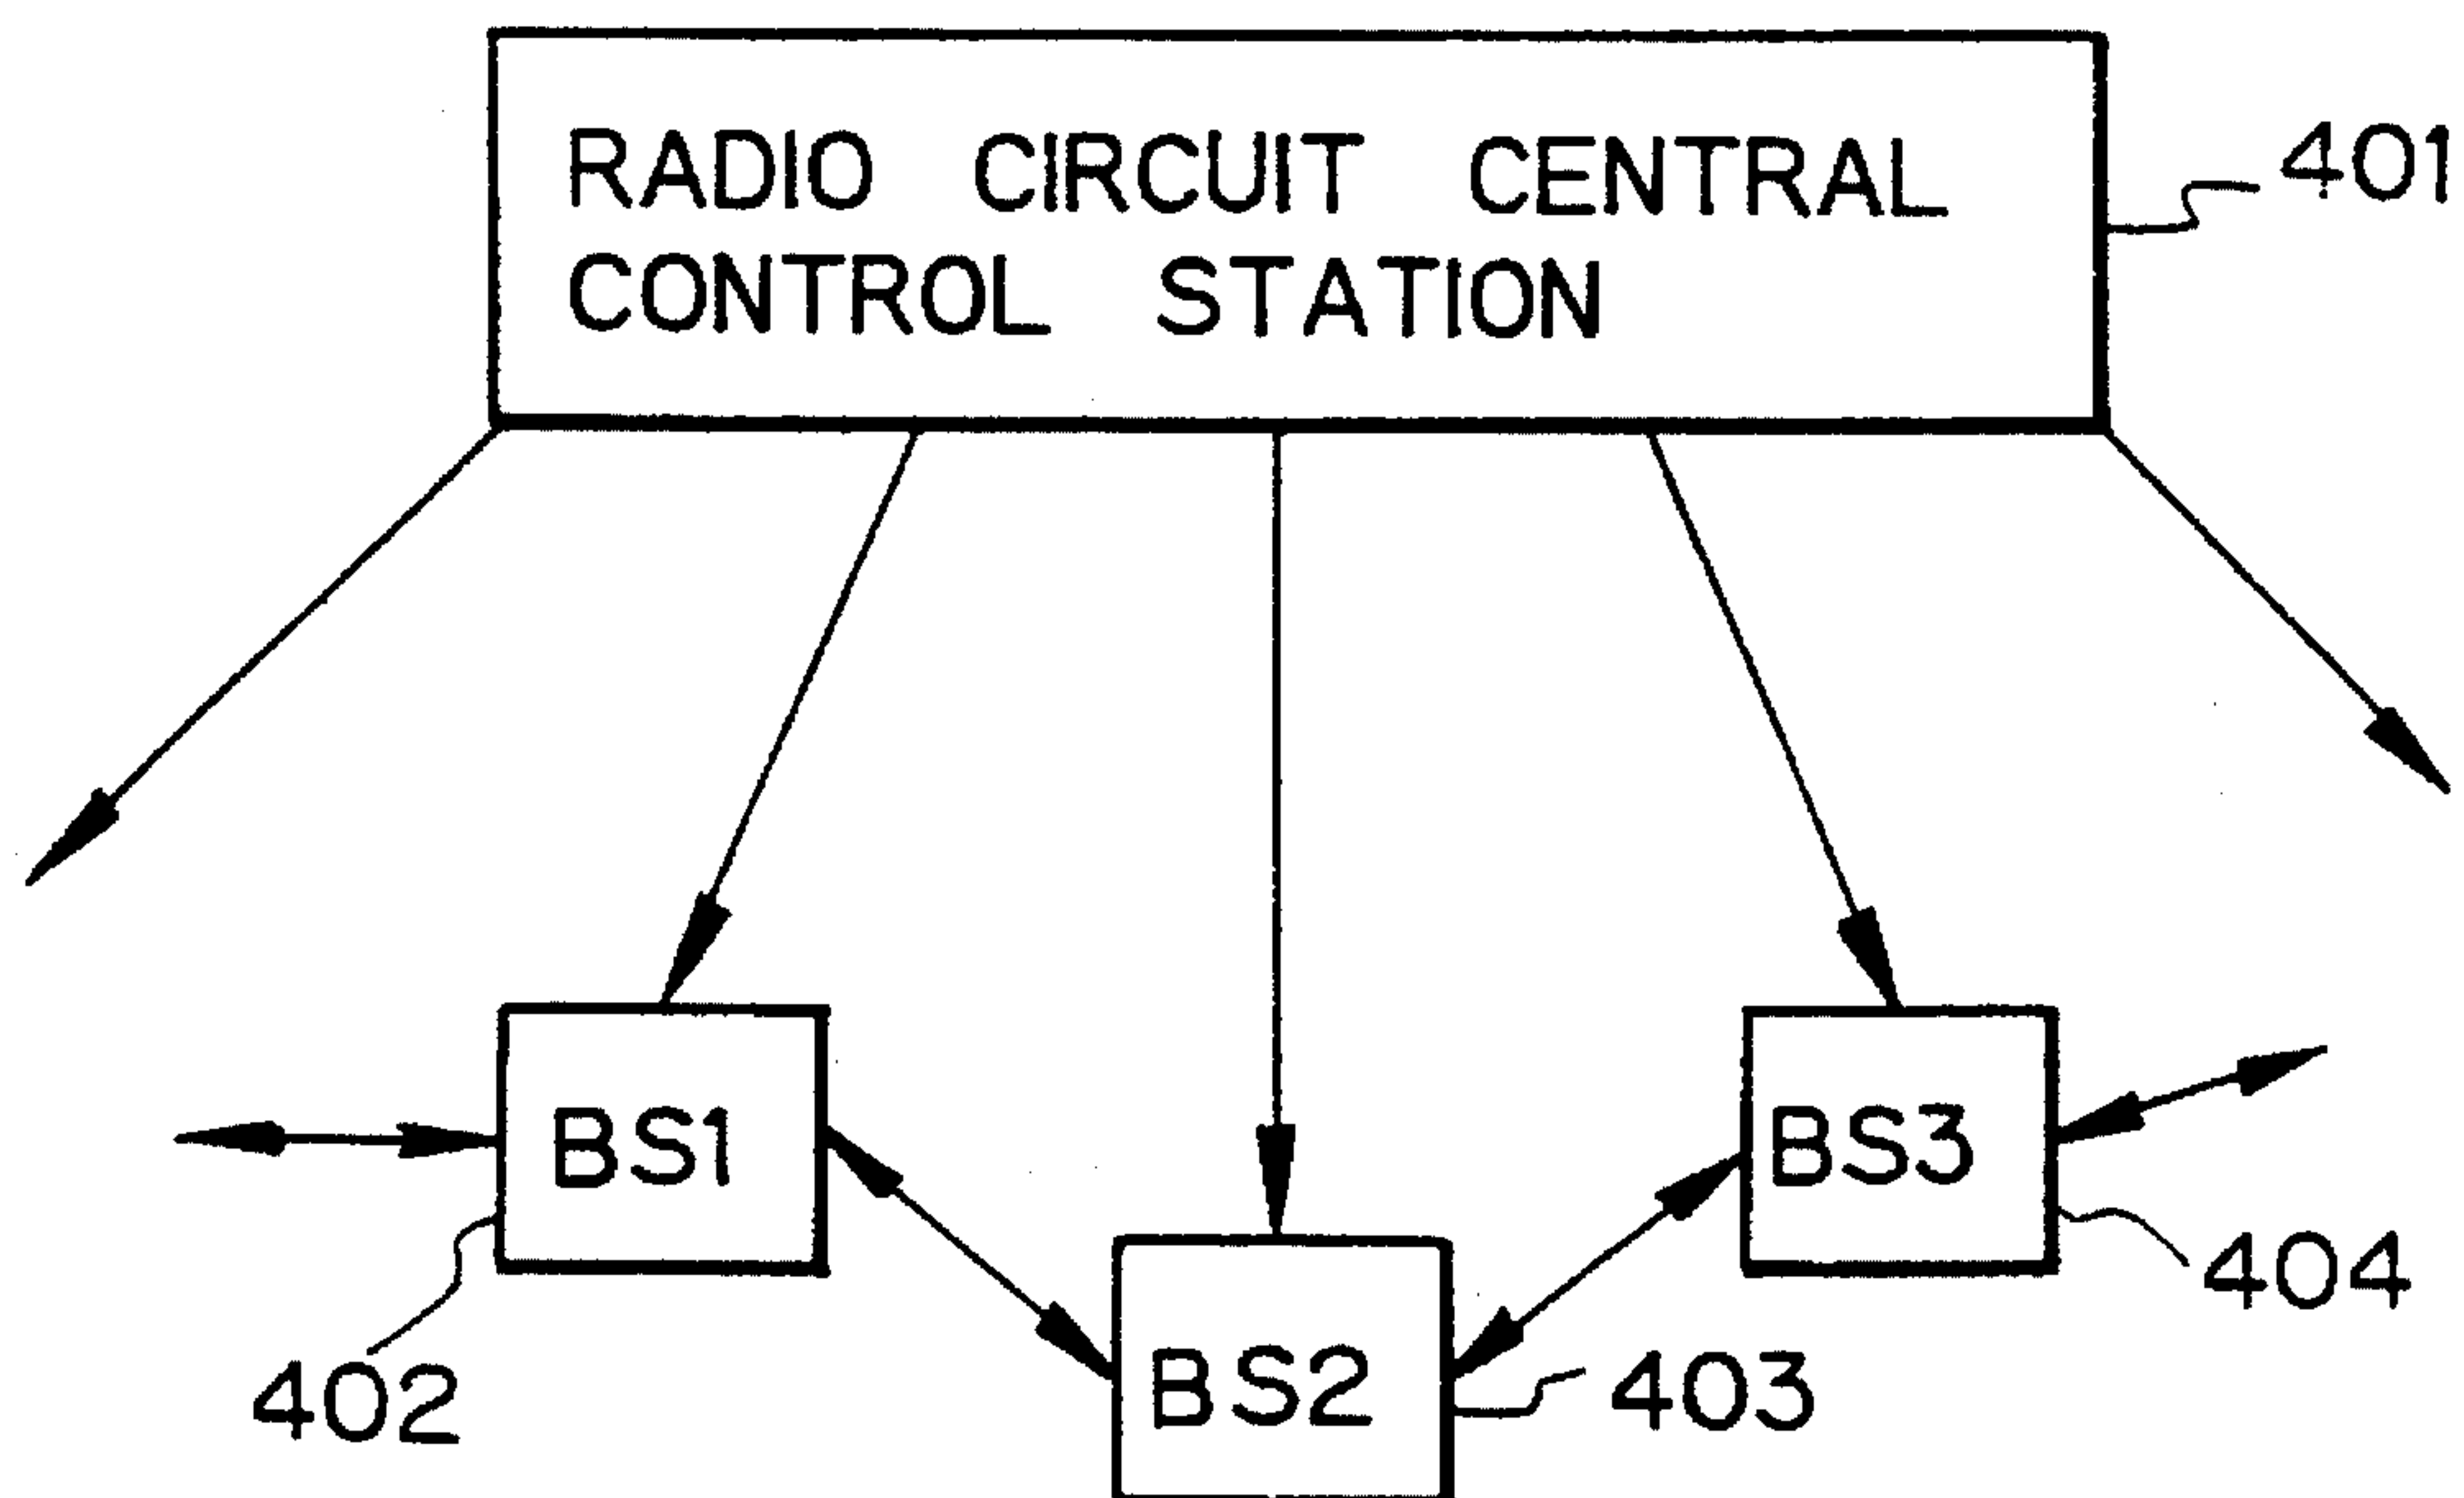 RADIO CIRCUIT CENTRAL
CONTROL STATION
401
BS1
BS3
404
BS2
403
402